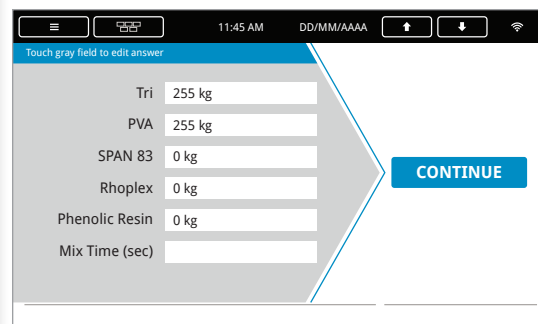 11:45 AM DD/MM/AAAA
Touch gray field to edit answer
Tri 255 kg
PVA 255 kg
SPAN 83 0 kg
Rhoplex 0 kg
Phenolic Resin 0 kg
Mix Time (sec)
CONTINUE